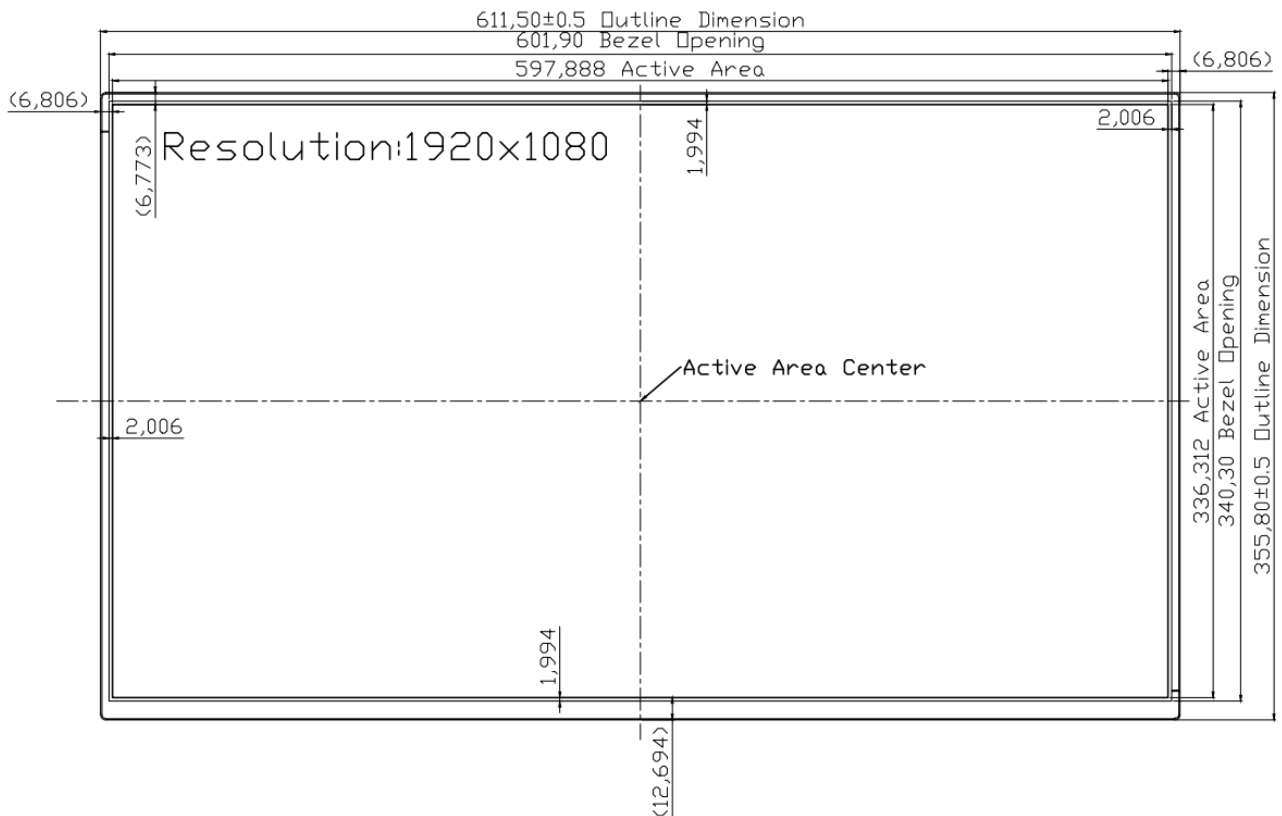 611,50±0.5 Outline Dimension
601,90 Bezel Opening
597,888 Active Area
(6,806)
(6,806)
2,006
1,994
(6,773)
Resolution:1920x1080
Active Area Center
2,006
336,312 Active Area
340,30 Bezel Opening
355,80±0.5 Outline Dimension
1,994
(12,694)